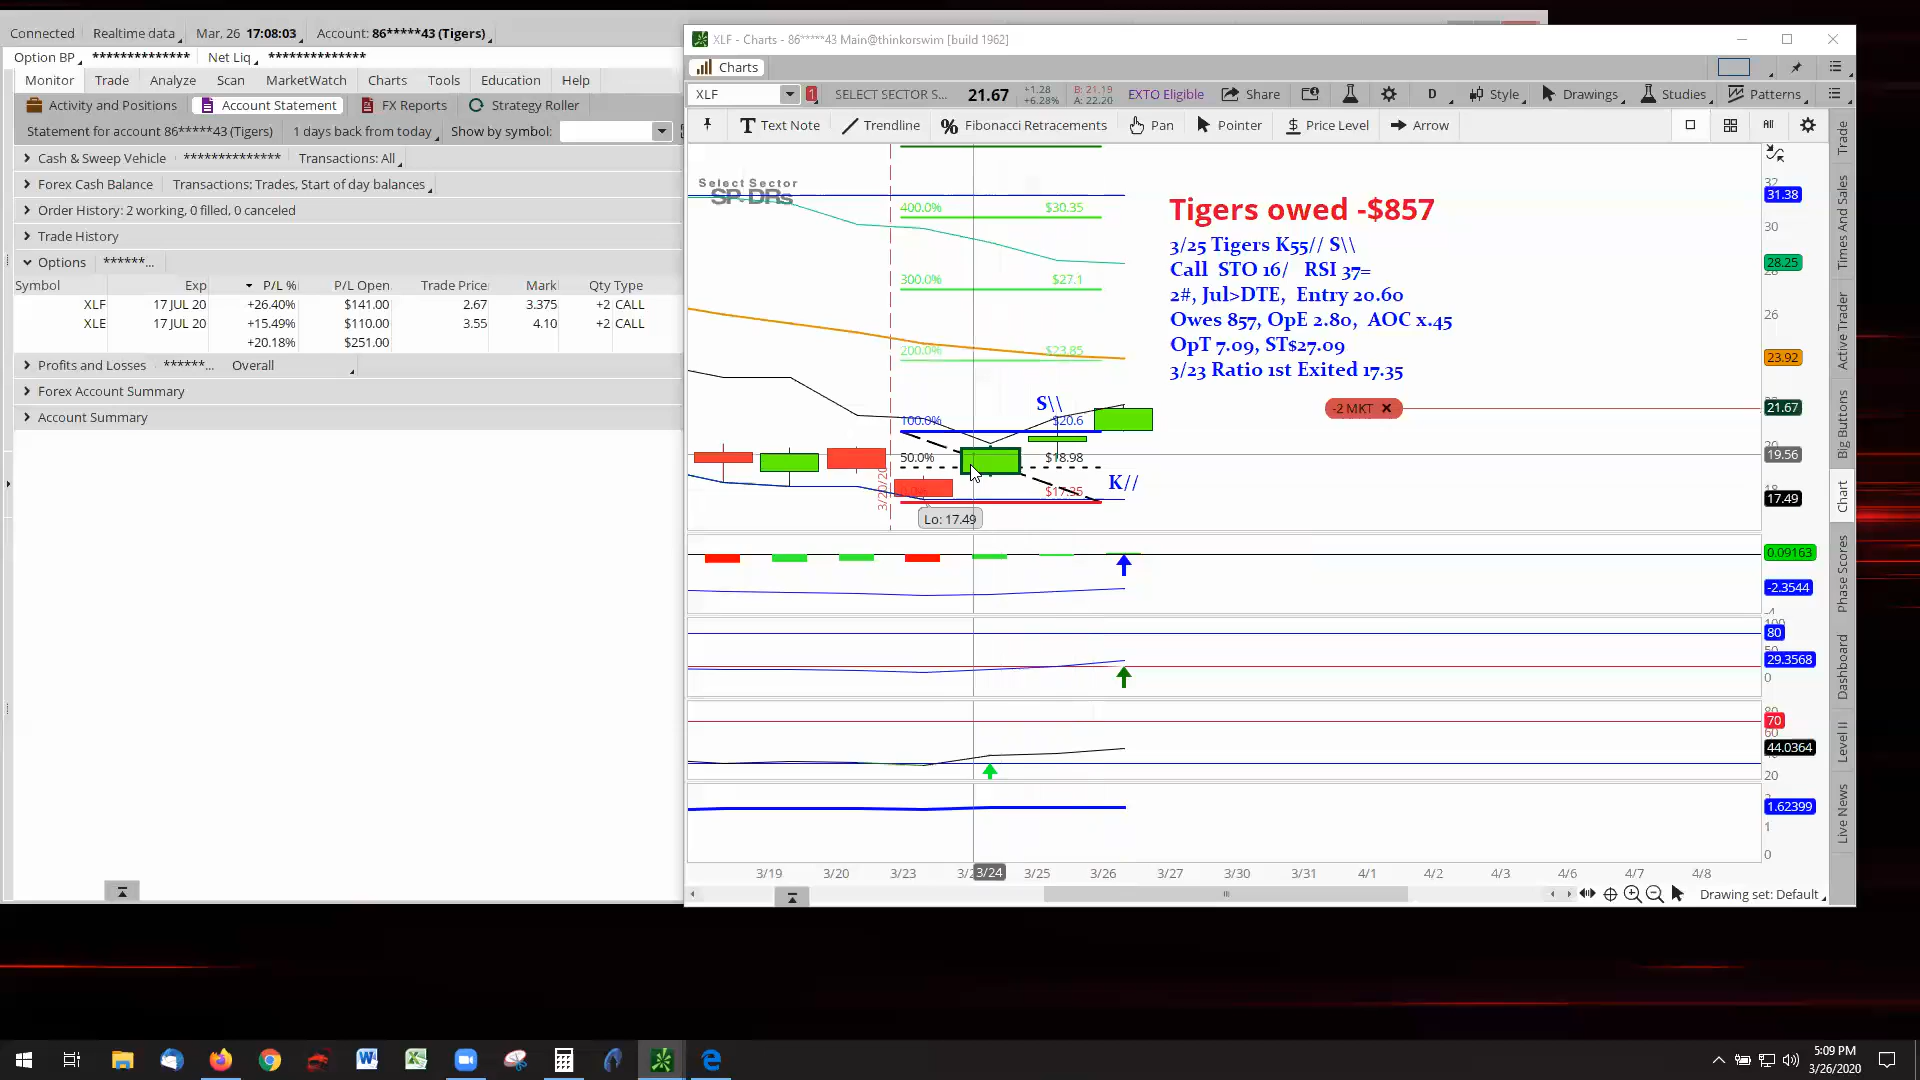 Connected Realtime data Mar, 26 17:08:03 Account: 86*****43 (Tigers)
Option BP ************** Net Liq **************
Monitor Trade Analyze Scan MarketWatch Charts Tools Education Help
Activity and Positions Account Statement FX Reports Strategy Roller
Statement for account 86*****43 (Tigers) 1 days back from today Show by symbol:
Cash & Sweep Vehicle ************** Transactions: All
Forex Cash Balance Transactions; Trades, Start of day balances
Order History: 2 working, 0 filled, 0 canceled
Trade History
Options ******...
Symbol Exp P/L % P/L Open Trade Price Mark Qty Type
XLF 17 JUL 20 +26.40% $141.00 2.67 3.375 +2 CALL
XLE 17 JUL 20 +15.49% $110.00 3.55 4.10 +2 CALL
+20.18% $251.00
Profits and Losses ******... Overall
Forex Account Summary
Account Summary
XLF - Charts - 86*****43 Main@thinkorswim [build 1962]
Charts
XLF 1 SELECT SECTOR S... 21.67 +1.28 +6.28% B: 21.19 A: 22.20 EXTO Eligible Share D Style Drawings Studies Patterns
Text Note Trendline Fibonacci Retracements Pan Pointer Price Level Arrow All
Select Sector
SPDRs
400.0% $30.35
300.0% $27.1
200.0% $23.85
100.0% $20.6
50.0% $18.98
$17.35
3/20/20
Lo: 17.49
S\\
K//
Tigers owed -$857
3/25 Tigers K55// S\\
Call STO 16/ RSI 37=
2#, Jul>DTE, Entry 20.60
Owes 857, OpE 2.80, AOC x.45
OpT 7.09, ST$27.09
3/23 Ratio 1st Exited 17.35
-2 MKT
32
31.38
30
28.25
26
23.92
21.67
20
19.56
18
17.49
0.09163
-2.3544
-4
100
80
29.3568
0
70
44.0364
20
1.62399
1
0
3/19 3/20 3/23 3/24 3/25 3/26 3/27 3/30 3/31 4/1 4/2 4/3 4/6 4/7 4/8
Drawing set: Default
Trade
Times And Sales
Active Trader
Big Buttons
Chart
Phase Scores
Dashboard
Level II
Live News
5:09 PM
3/26/2020